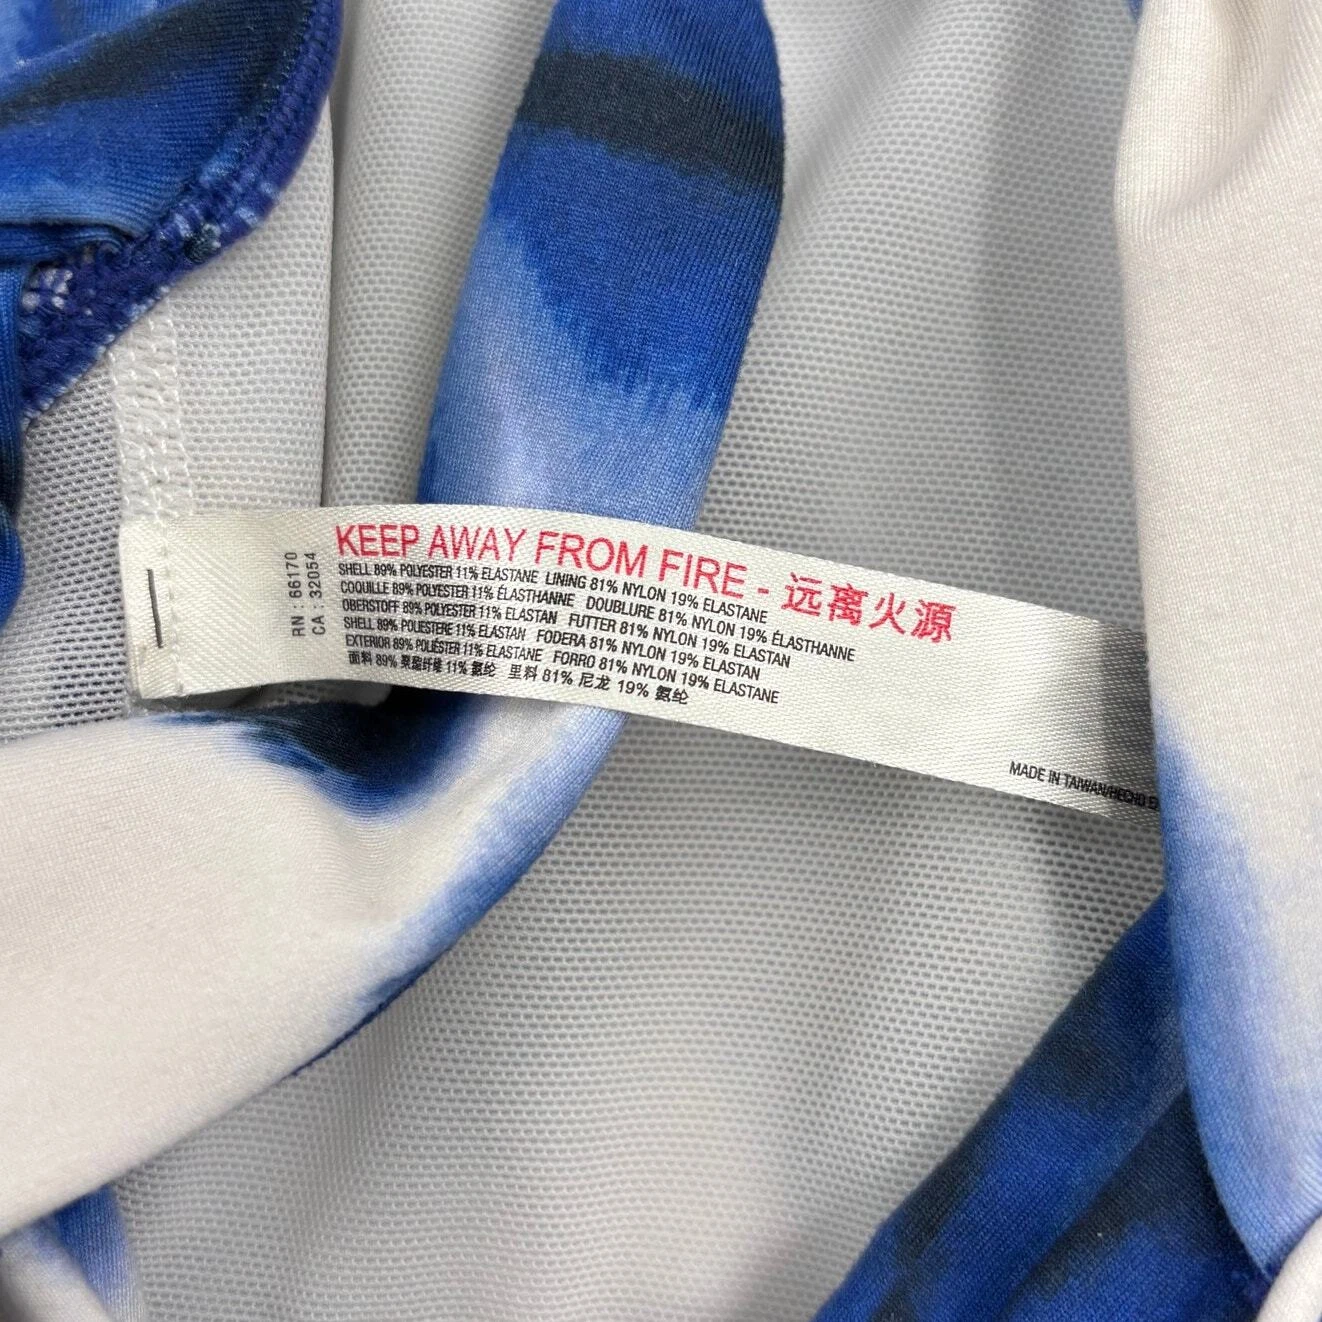 RN : 66170
CA : 32054
KEEP AWAY FROM FIRE - 远离火源
SHELL 89% POLYESTER 11% ELASTANE LINING 81% NYLON 19% ELASTANE
COQUILLE 89% POLYESTER 11% ÉLASTHANNE DOUBLURE 81% NYLON 19% ÉLASTHANNE
OBERSTOFF 89% POLYESTER 11% ELASTAN FUTTER 81% NYLON 19% ELASTAN
SHELL 89% POLIESTERE 11% ELASTAN FODERA 81% NYLON 19% ELASTAN
EXTERIOR 89% POLIÉSTER 11% ELASTAN FORRO 81% NYLON 19% ELASTANE
面料 89% 聚酯纤维 11% 氨纶 里料 81% 尼龙 19% 氨纶
MADE IN TAIWAN/HECHO